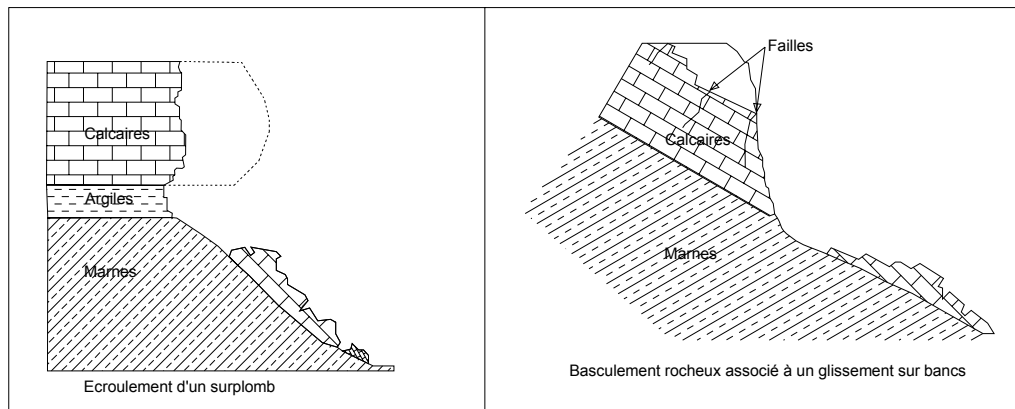 Calcaires
Argiles
Marnes
Ecroulement d'un surplomb
Failles
Calcaires
Marnes
Basculement rocheux associé à un glissement sur bancs